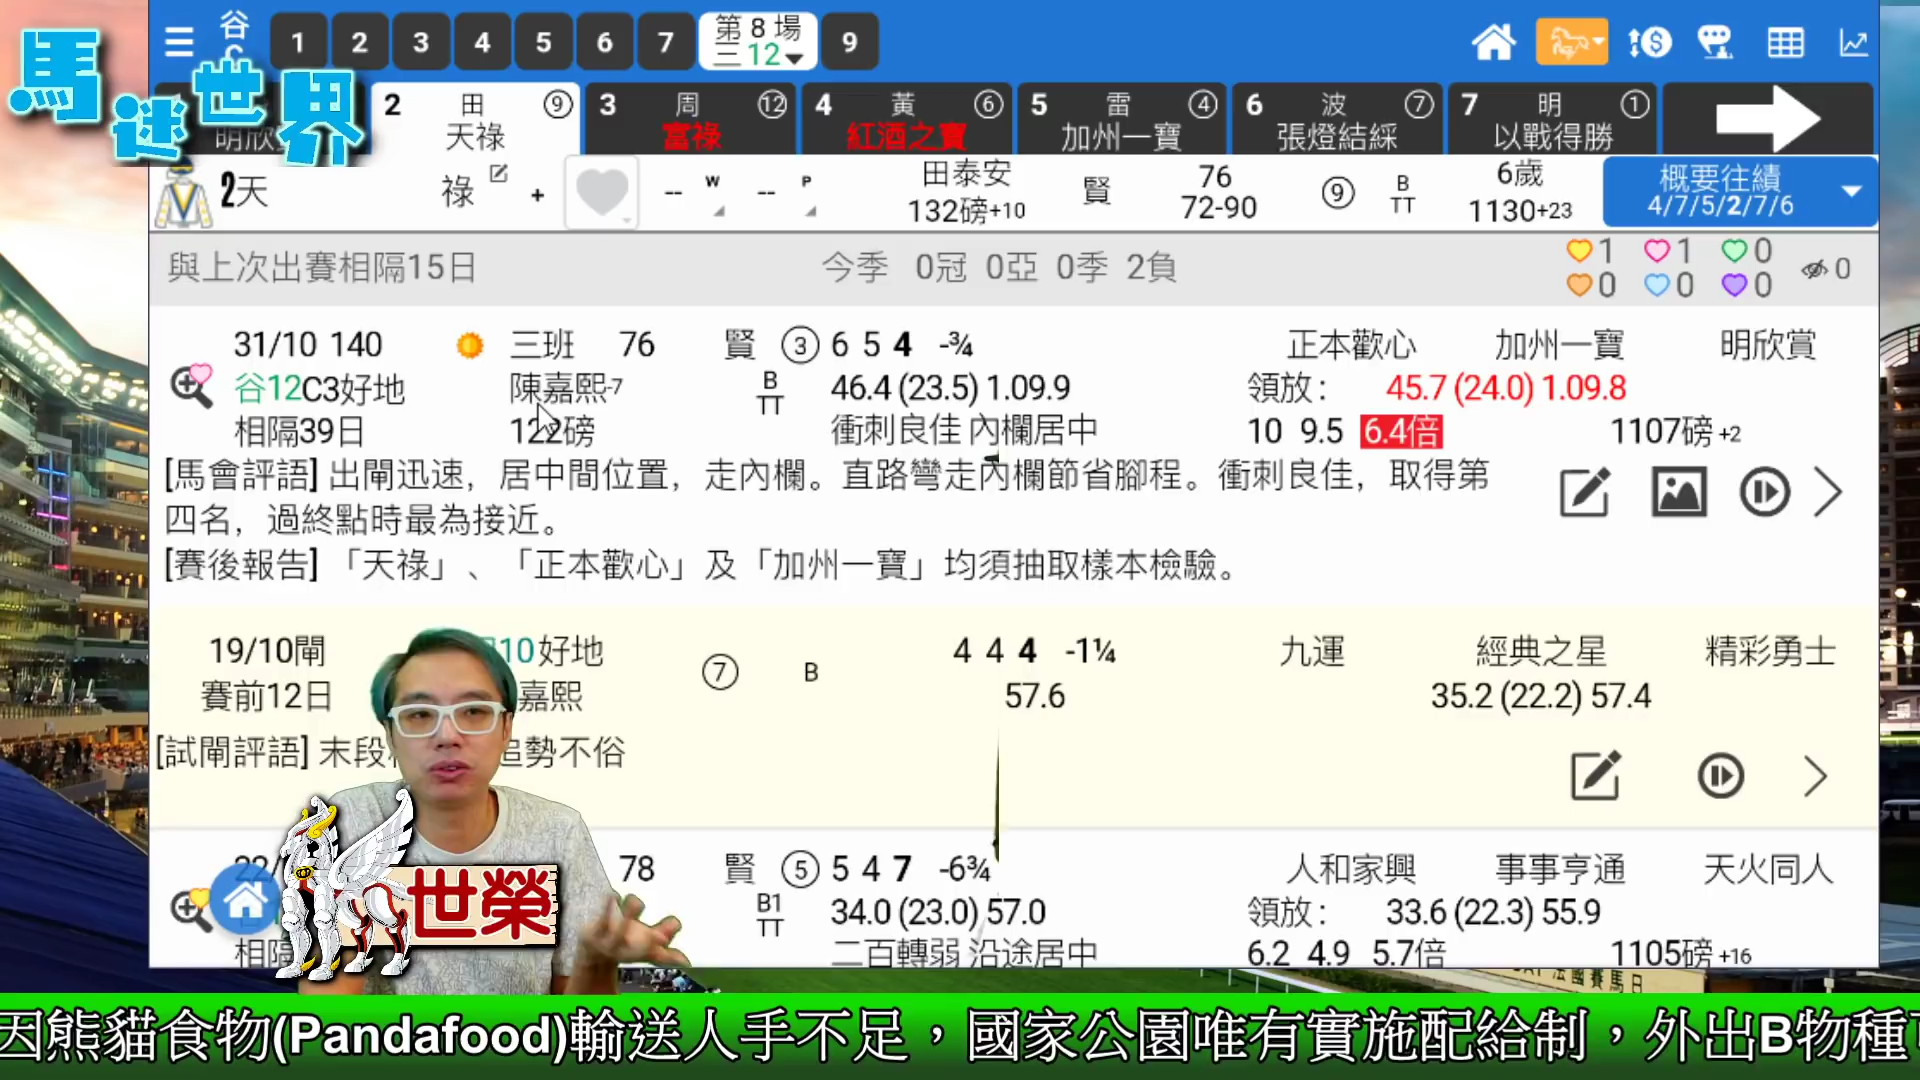 谷
C
1 2 3 4 5 6 7 第 8 場 三 12 9
馬迷世界
明欣
2 田 ⑨ 天祿
3 周 ⑫ 富祿
4 黃 ⑥ 紅酒之寶
5 雷 ④ 加州一寶
6 波 ⑦ 張燈結綵
7 明 ① 以戰得勝
2天祿 + -- W -- P
田泰安 132磅+10 賢 76 72-90 ⑨ B TT 6歲 1130+23
概要往績 4/7/5/2/7/6
與上次出賽相隔15日 今季 0冠 0亞 0季 2負
1 1 0 0
0 0 0
31/10 140 三班 76 賢 ③ 6 5 4 -¾ 正本歡心 加州一寶 明欣賞
谷12C3好地 陳嘉熙-7 B TT 46.4 (23.5) 1.09.9 領放： 45.7 (24.0) 1.09.8
相隔39日 122磅 衝刺良佳 內欄居中 10 9.5 6.4倍 1107磅 +2
[馬會評語] 出閘迅速，居中間位置，走內欄。直路彎走內欄節省腳程。衝刺良佳，取得第
四名，過終點時最為接近。
[賽後報告] 「天祿」、「正本歡心」及「加州一寶」均須抽取樣本檢驗。
19/10閘 10好地 ⑦ B 4 4 4 -1¼ 九運 經典之星 精彩勇士
賽前12日 嘉熙 57.6 35.2 (22.2) 57.4
[試閘評語] 末段 追勢不俗
22/ 78 賢 ⑤ 5 4 7 -6¾ 人和家興 事事亨通 天火同人
B1 TT 34.0 (23.0) 57.0 領放： 33.6 (22.3) 55.9
相隔 二百轉弱 沿途居中 6.2 4.9 5.7倍 1105磅 +16
世榮
法國賽馬日
因熊貓食物(Pandafood)輸送人手不足，國家公園唯有實施配給制，外出B物種